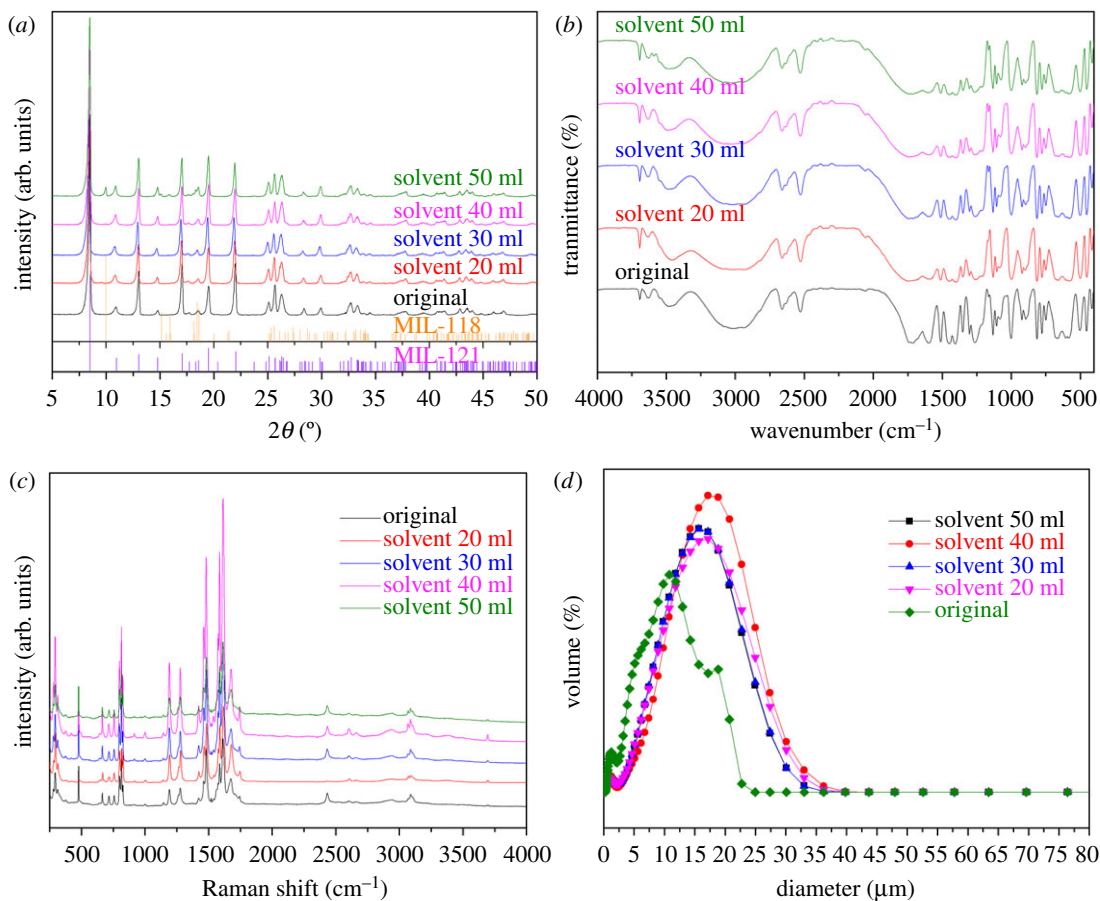 (a)
solvent 50 ml
solvent 40 ml
solvent 30 ml
solvent 20 ml
original
MIL-118
MIL-121
intensity (arb. units)
5 10 15 20 25 30 35 40 45 50
2θ (º)
(b)
solvent 50 ml
solvent 40 ml
solvent 30 ml
solvent 20 ml
original
tranmittance (%)
4000 3500 3000 2500 2000 1500 1000 500
wavenumber (cm⁻¹)
(c)
original
solvent 20 ml
solvent 30 ml
solvent 40 ml
solvent 50 ml
intensity (arb. units)
500 1000 1500 2000 2500 3000 3500 4000
Raman shift (cm⁻¹)
(d)
solvent 50 ml
solvent 40 ml
solvent 30 ml
solvent 20 ml
original
volume (%)
0 5 10 15 20 25 30 35 40 45 50 55 60 65 70 75 80
diameter (µm)